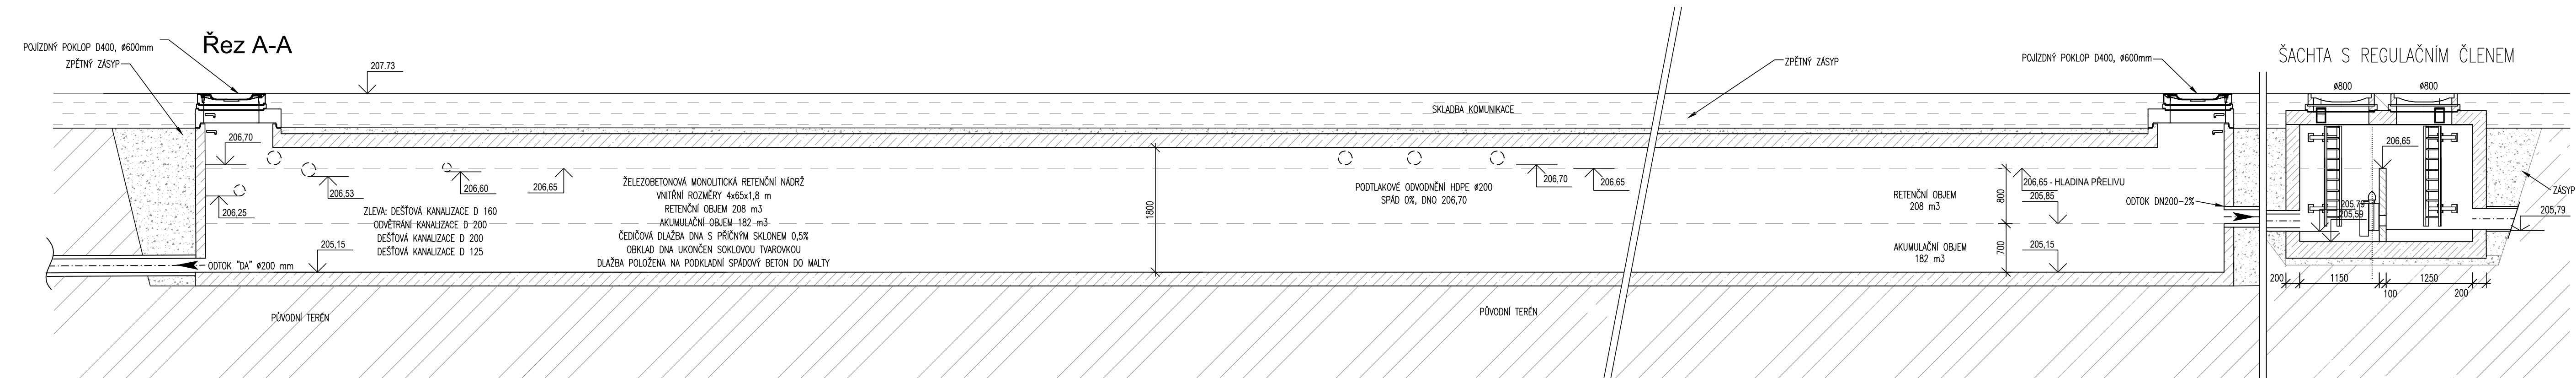 Řez A-A
POJÍZDNÝ POKLOP D400, ø600mm
ZPĚTNÝ ZÁSYP
207.73
206,70
206,25
206,53
206,60
206,65
205,15
ODTOK "DA" ø200 mm
ZLEVA: DEŠŤOVÁ KANALIZACE D 160
ODVĚTRÁNÍ KANALIZACE D 200
DEŠŤOVÁ KANALIZACE D 200
DEŠŤOVÁ KANALIZACE D 125
PŮVODNÍ TERÉN
ŽELEZOBETONOVÁ MONOLITICKÁ RETENČNÍ NÁDRŽ
VNITŘNÍ ROZMĚRY 4x65x1,8 m
RETENČNÍ OBJEM 208 m3
AKUMULAČNÍ OBJEM 182 m3
ČEDIČOVÁ DLAŽBA DNA S PŘÍČNÝM SKLONEM 0,5%
OBKLAD DNA UKONČEN SOKLOVOU TVAROVKOU
DLAŽBA POLOŽENA NA PODKLADNÍ SPÁDOVÝ BETON DO MALTY
1800
SKLADBA KOMUNIKACE
PODTLAKOVÉ ODVODNĚNÍ HDPE ø200
SPÁD 0%, DNO 206,70
206,70
206,65
PŮVODNÍ TERÉN
ZPĚTNÝ ZÁSYP
POJÍZDNÝ POKLOP D400, ø600mm
RETENČNÍ OBJEM
208 m3
AKUMULAČNÍ OBJEM
182 m3
800
700
206,65 - HLADINA PŘELIVU
205,85
205,15
ODTOK DN200-2%
ŠACHTA S REGULAČNÍM ČLENEM
ø800
ø800
206,65
205,79
205,59
ZÁSYP
205,79
200
1150
100
1250
200